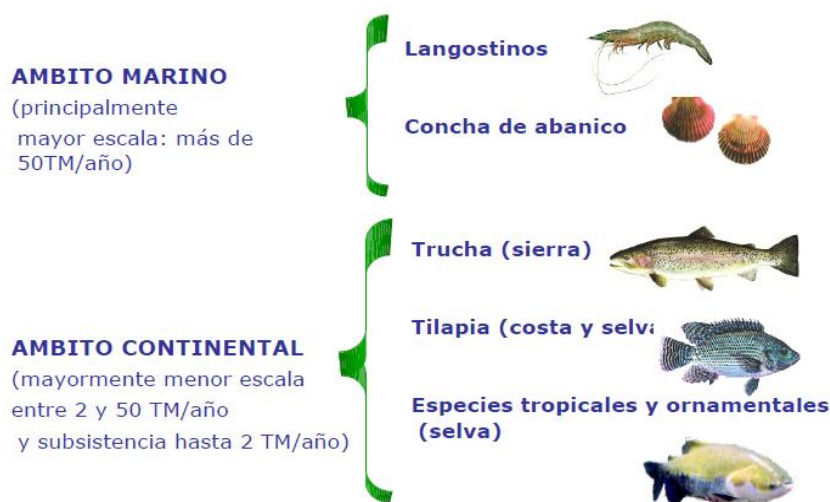 Langostinos
AMBITO MARINO
(principalmente
mayor escala: más de
50TM/año)
Concha de abanico
Trucha (sierra)
Tilapia (costa y selva
AMBITO CONTINENTAL
(mayormente menor escala
entre 2 y 50 TM/año
y subsistencia hasta 2 TM/año)
Especies tropicales y ornamentales
(selva)